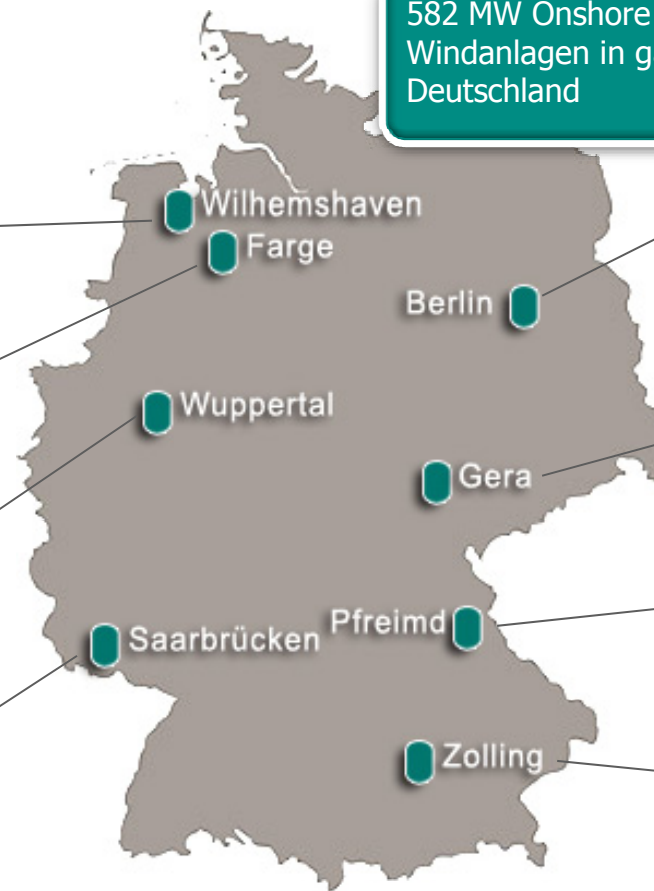 582 MW Onshore
Windanlagen in g
Deutschland
Wilhemshaven
Farge
Berlin
Wuppertal
Gera
Pfreimd
Saarbrücken
Zolling